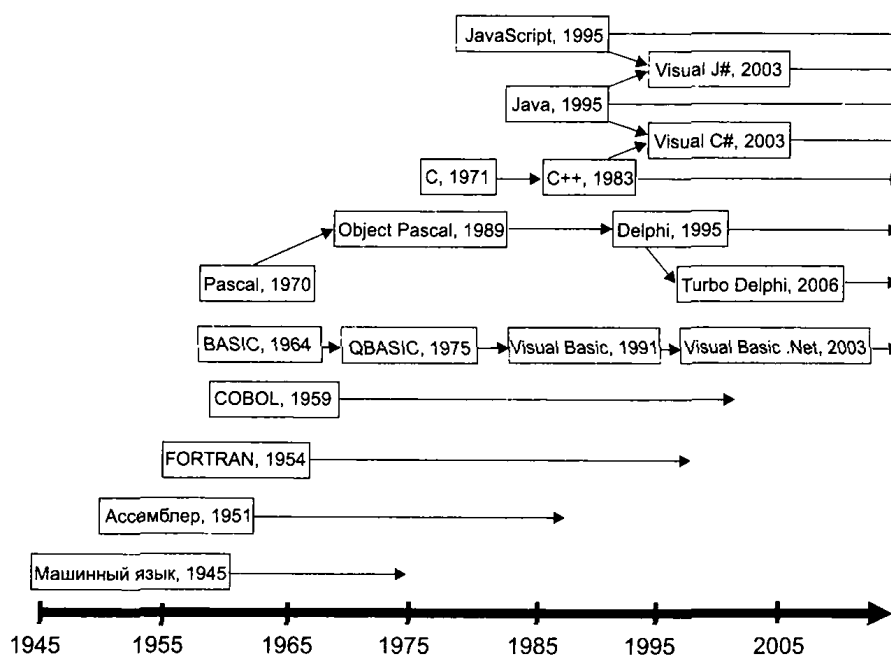 JavaScript, 1995
Visual J#, 2003
Java, 1995
Visual C#, 2003
C, 1971
C++, 1983
Object Pascal, 1989
Delphi, 1995
Pascal, 1970
Turbo Delphi, 2006
BASIC, 1964
QBASIC, 1975
Visual Basic, 1991
Visual Basic .Net, 2003
COBOL, 1959
FORTRAN, 1954
Ассемблер, 1951
Машинный язык, 1945
1945 1955 1965 1975 1985 1995 2005